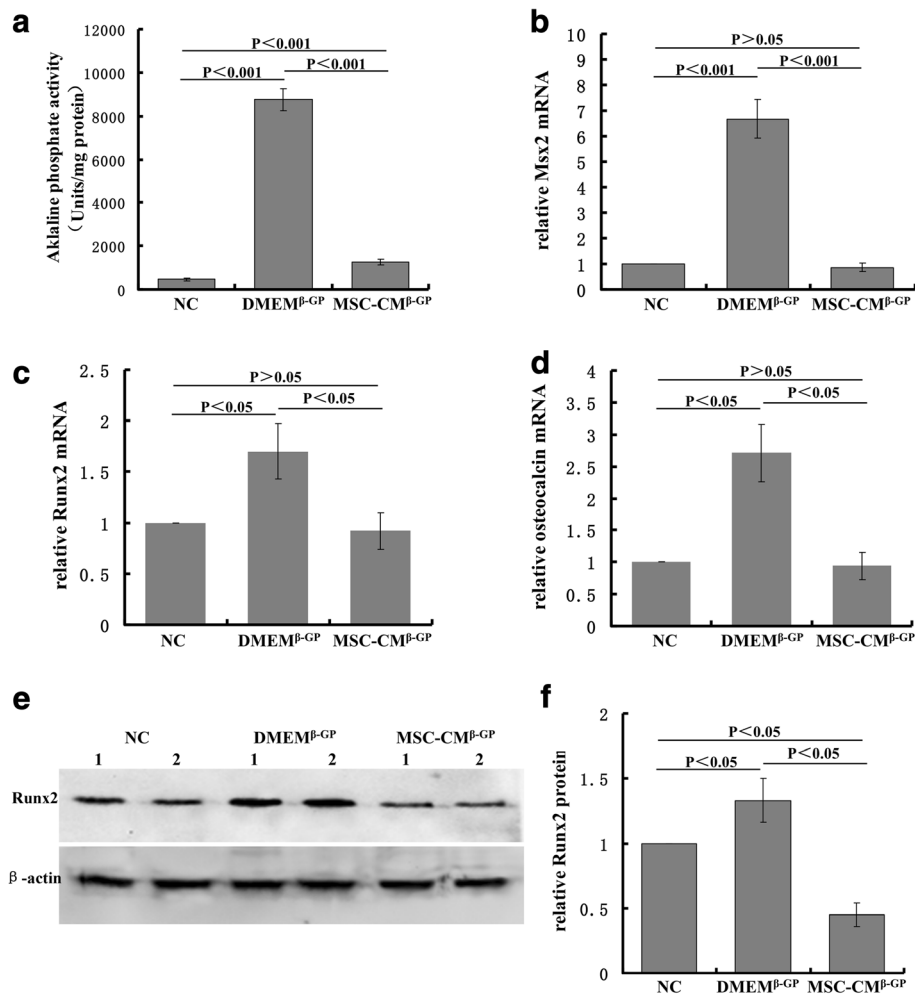 a
Aklaline phosphate activity
(Units/mg protein)
12000
10000
8000
6000
4000
2000
0
P<0.001
P<0.001
P<0.001
NC
DMEMβ-GP
MSC-CMβ-GP
b
relative Msx2 mRNA
10
9
8
7
6
5
4
3
2
1
0
P>0.05
P<0.001
P<0.001
NC
DMEMβ-GP
MSC-CMβ-GP
c
relative Runx2 mRNA
2.5
2
1.5
1
0.5
0
P>0.05
P<0.05
P<0.05
NC
DMEMβ-GP
MSC-CMβ-GP
d
relative osteocalcin mRNA
4
3.5
3
2.5
2
1.5
1
0.5
0
P>0.05
P<0.05
P<0.05
NC
DMEMβ-GP
MSC-CMβ-GP
e
NC
DMEMβ-GP
MSC-CMβ-GP
1 2 1 2 1 2
Runx2
β-actin
f
relative Runx2 protein
2
1.5
1
0.5
0
P<0.05
P<0.05
P<0.05
NC
DMEMβ-GP
MSC-CMβ-GP